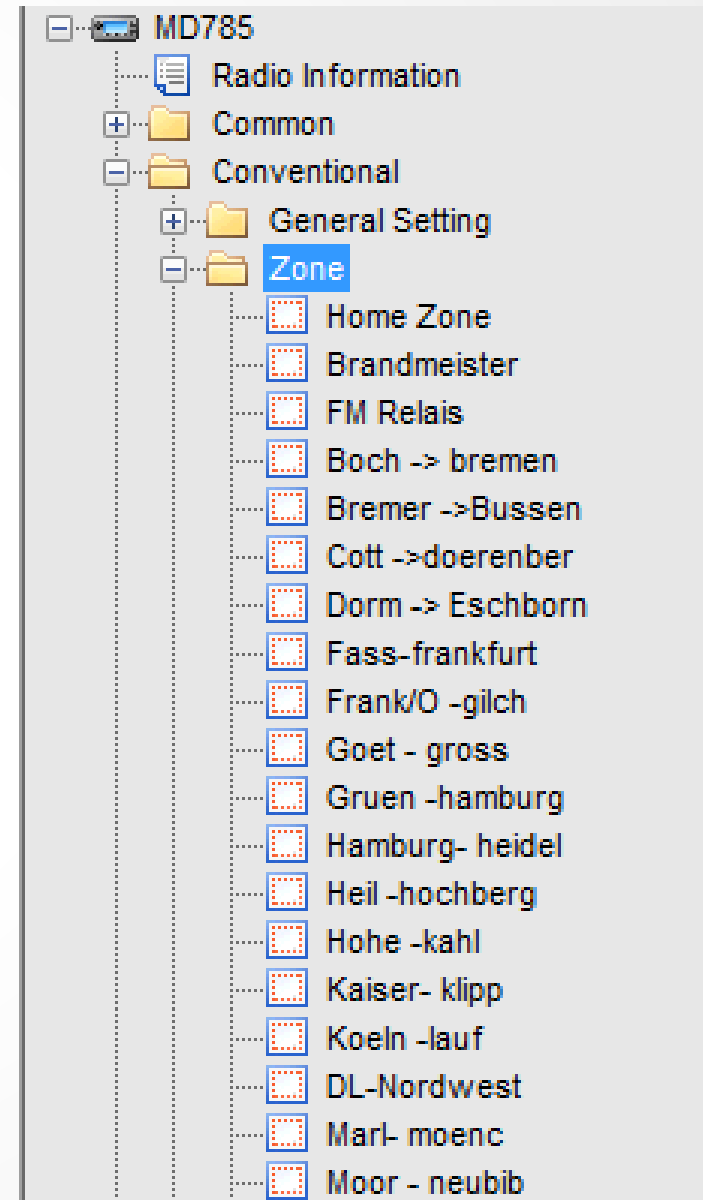 MD785
Radio Information
Common
Conventional
General Setting
Zone
Home Zone
Brandmeister
FM Relais
Boch -> bremen
Bremer ->Bussen
Cott ->doerenber
Dorm -> Eschborn
Fass-frankfurt
Frank/O -gilch
Goet - gross
Gruen -hamburg
Hamburg- heidel
Heil -hochberg
Hohe -kahl
Kaiser- klipp
Koeln -lauf
DL-Nordwest
Marl- moenc
Moor - neubib